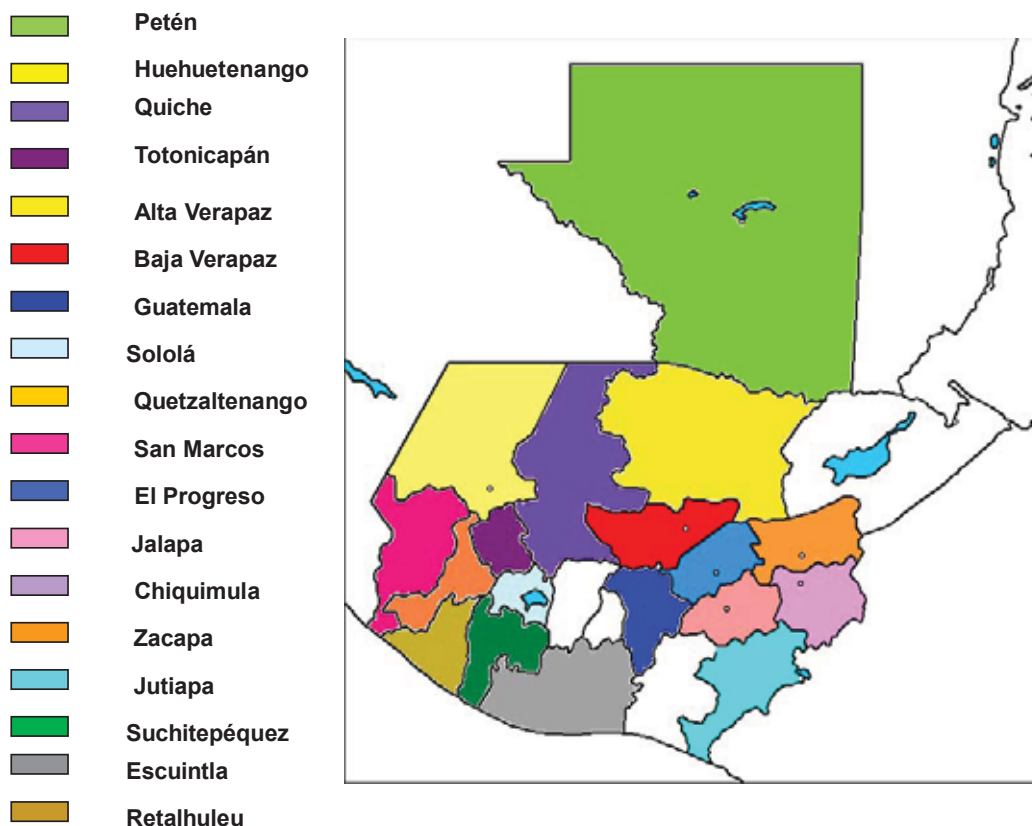 Petén
Huehuetenango
Quiche
Totonicapán
Alta Verapaz
Baja Verapaz
Guatemala
Sololá
Quetzaltenango
San Marcos
El Progreso
Jalapa
Chiquimula
Zacapa
Jutiapa
Suchitepéquez
Escuintla
Retalhuleu